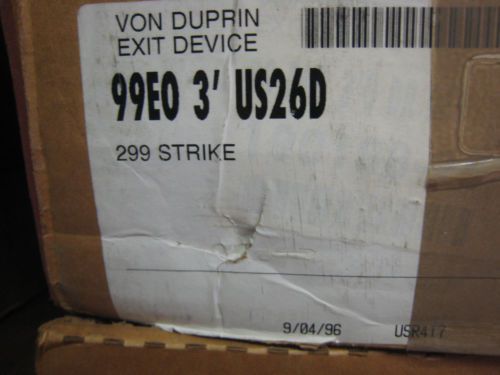 VON DUPRIN
EXIT DEVICE
99EO 3' US26D
299 STRIKE
9/04/96 USR417